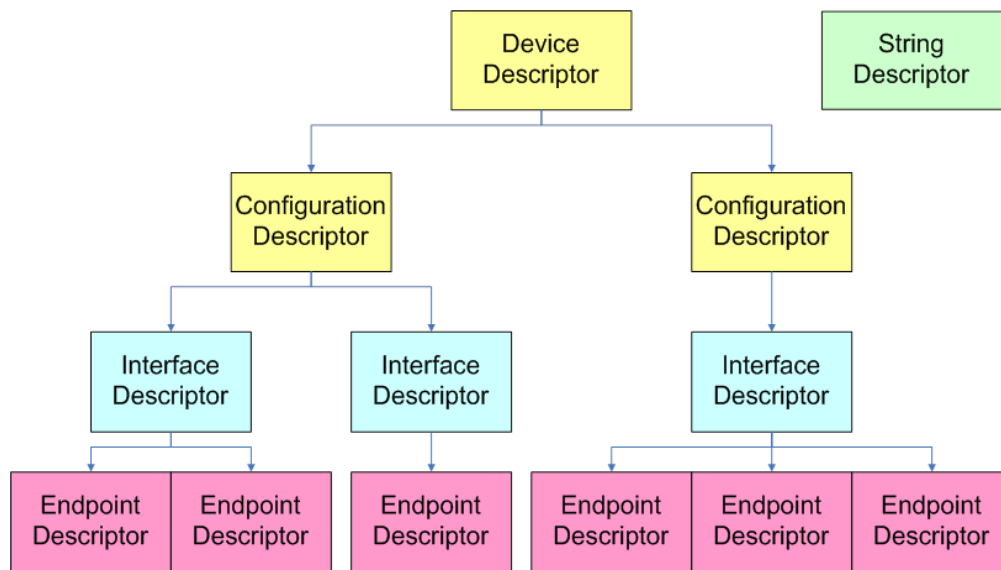 Device
Descriptor
String
Descriptor
Configuration
Descriptor
Configuration
Descriptor
Interface
Descriptor
Interface
Descriptor
Interface
Descriptor
Endpoint
Descriptor
Endpoint
Descriptor
Endpoint
Descriptor
Endpoint
Descriptor
Endpoint
Descriptor
Endpoint
Descriptor